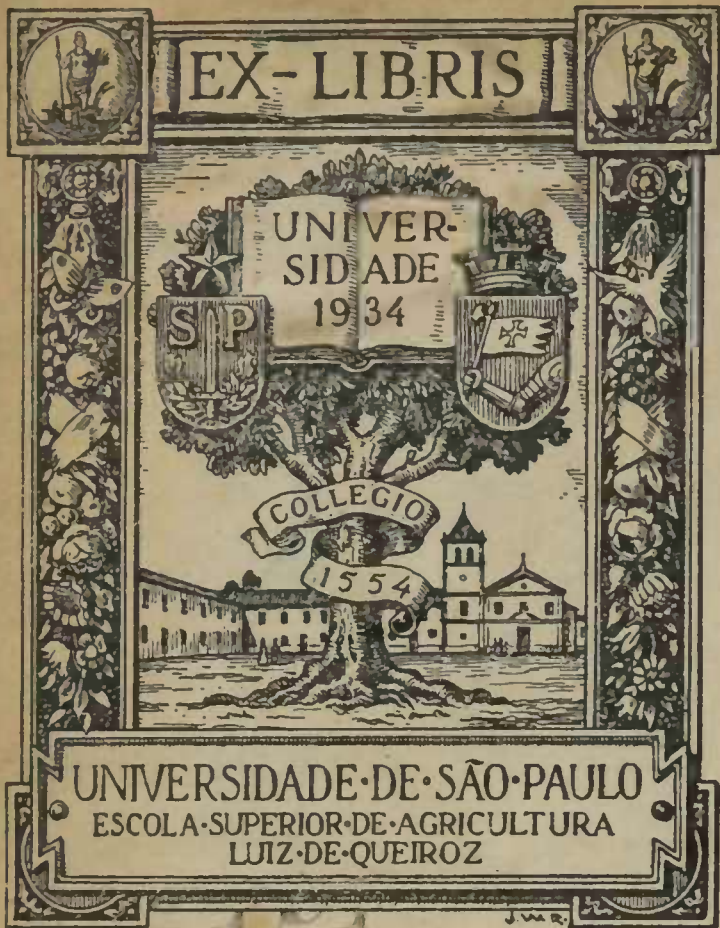 EX-LIBRIS
UNIVER-
SIDADE
1934
S P
COLLEGIO
1554
UNIVERSIDADE·DE·SÃO·PAULO
ESCOLA·SUPERIOR·DE·AGRICULTURA
LUIZ·DE·QUEIROZ
J.W.R.